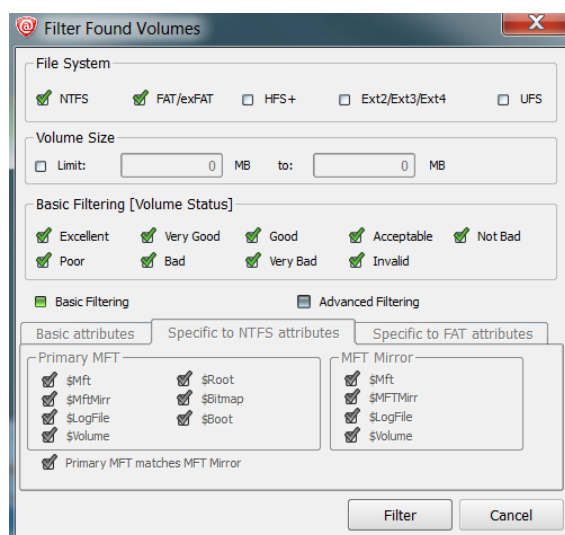 Filter Found Volumes
File System
NTFS FAT/exFAT HFS+ Ext2/Ext3/Ext4 UFS
Volume Size
Limit: 0 MB to: 0 MB
Basic Filtering [Volume Status]
Excellent Very Good Good Acceptable Not Bad
Poor Bad Very Bad Invalid
Basic Filtering Advanced Filtering
Basic attributes Specific to NTFS attributes Specific to FAT attributes
Primary MFT MFT Mirror
$Mft $Root $Mft
$MftMirr $Bitmap $MFTMirr
$LogFile $Boot $LogFile
$Volume $Volume
Primary MFT matches MFT Mirror
Filter Cancel